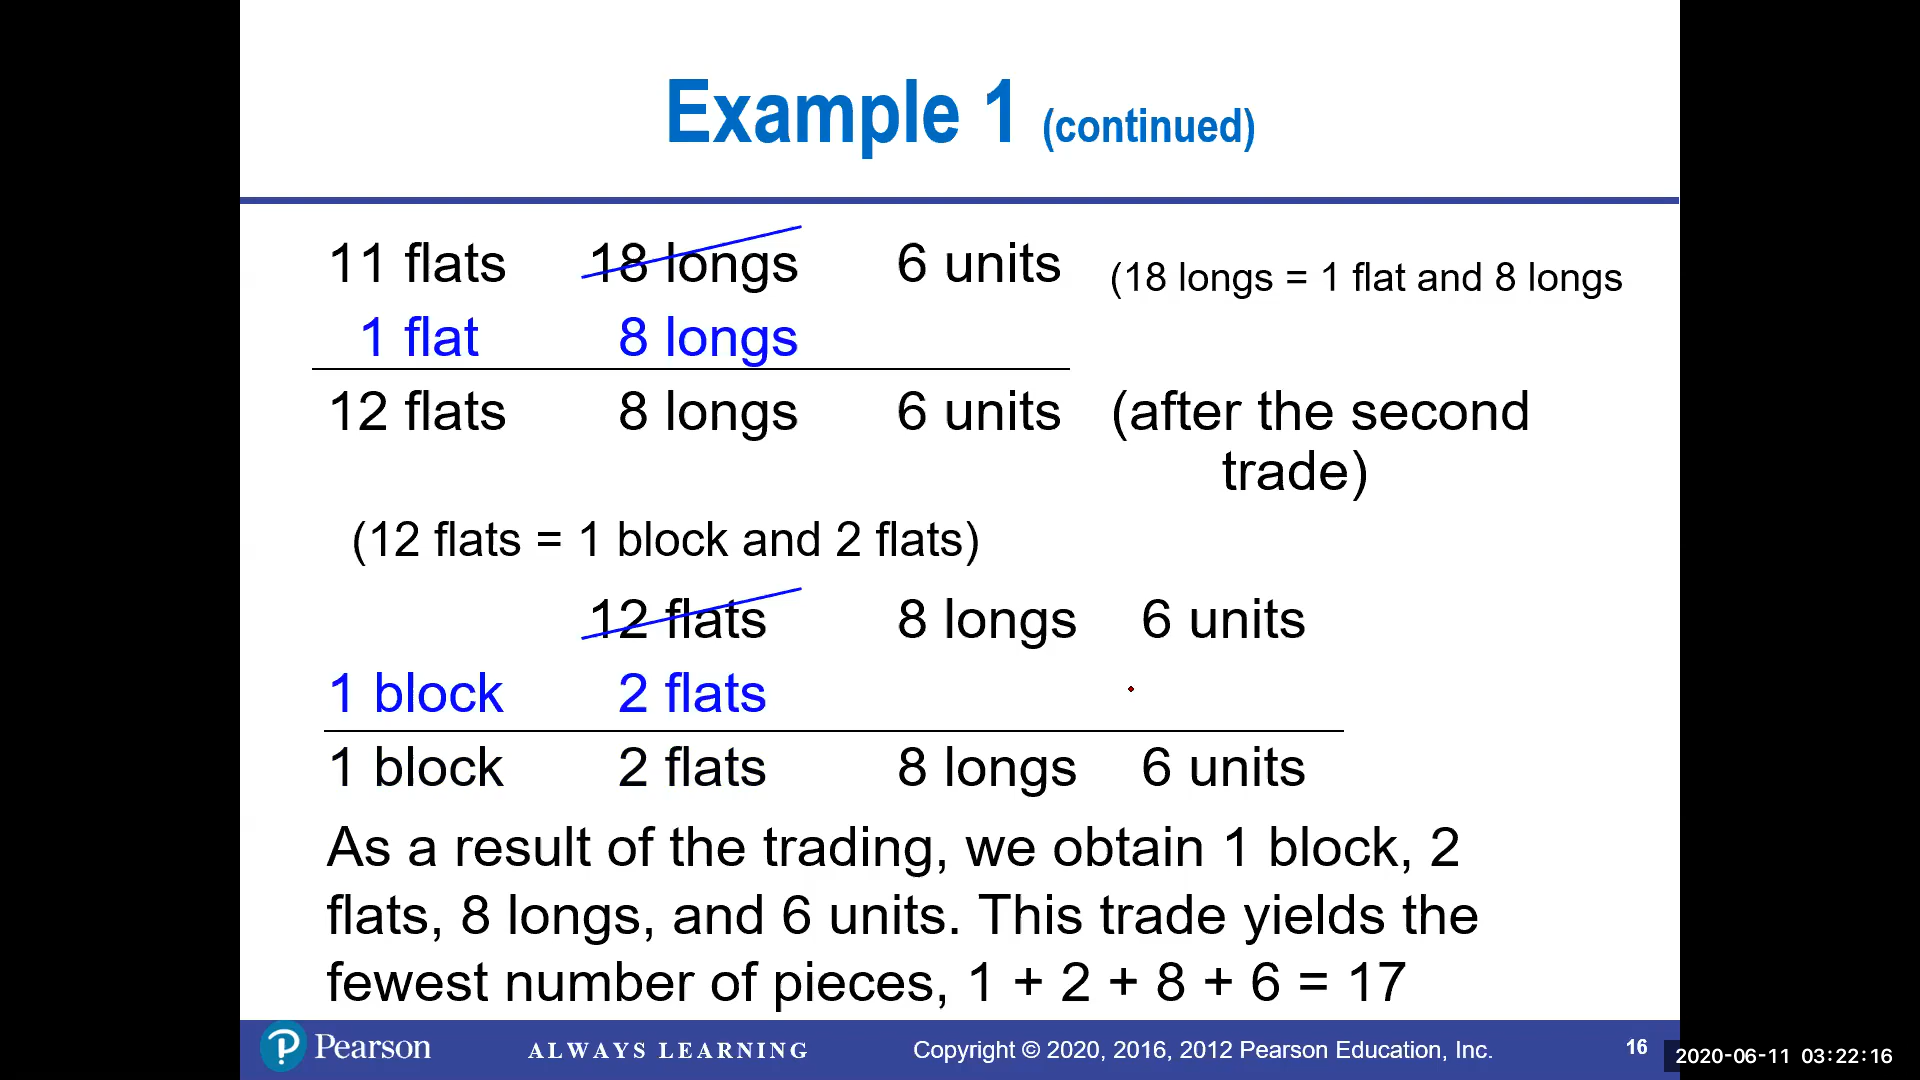 Example 1 (continued)
11 flats 18 longs 6 units (18 longs = 1 flat and 8 longs
1 flat 8 longs
12 flats 8 longs 6 units (after the second
trade)
(12 flats = 1 block and 2 flats)
12 flats 8 longs 6 units
1 block 2 flats
1 block 2 flats 8 longs 6 units
As a result of the trading, we obtain 1 block, 2
flats, 8 longs, and 6 units. This trade yields the
fewest number of pieces, 1 + 2 + 8 + 6 = 17
Pearson ALWAYS LEARNING Copyright © 2020, 2016, 2012 Pearson Education, Inc. 16
2020-06-11 03:22:16